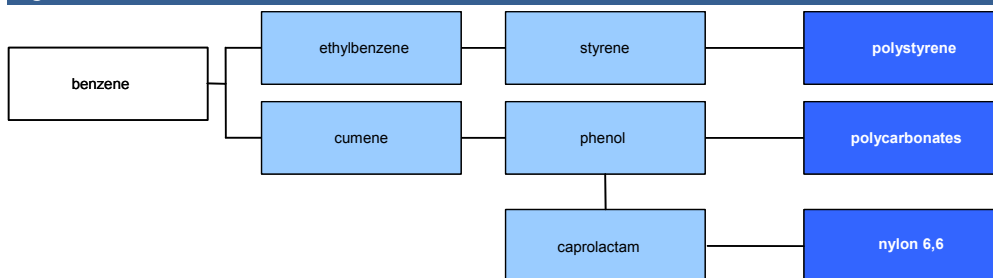 ethylbenzene
styrene
polystyrene
benzene
cumene
phenol
polycarbonates
caprolactam
nylon 6,6